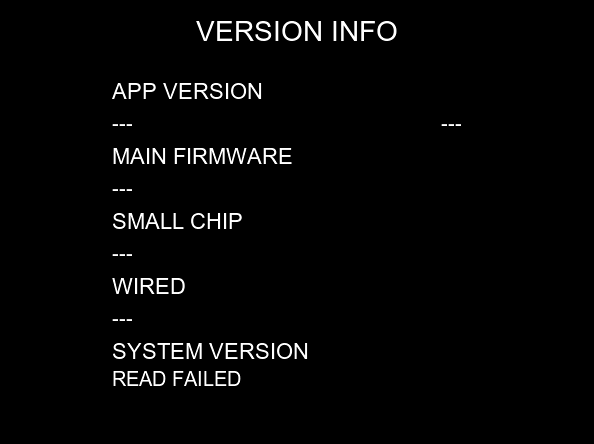 VERSION INFO
APP VERSION
--- ---
MAIN FIRMWARE
---
SMALL CHIP
---
WIRED
---
SYSTEM VERSION
READ FAILED